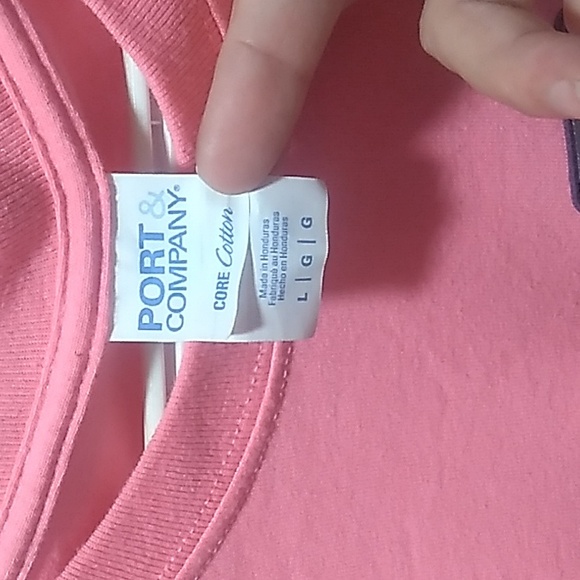 PORT &
COMPANY®
CORE Cotton
Made in Honduras
Fabriqué au Honduras
Hecho en Honduras
L | G | G